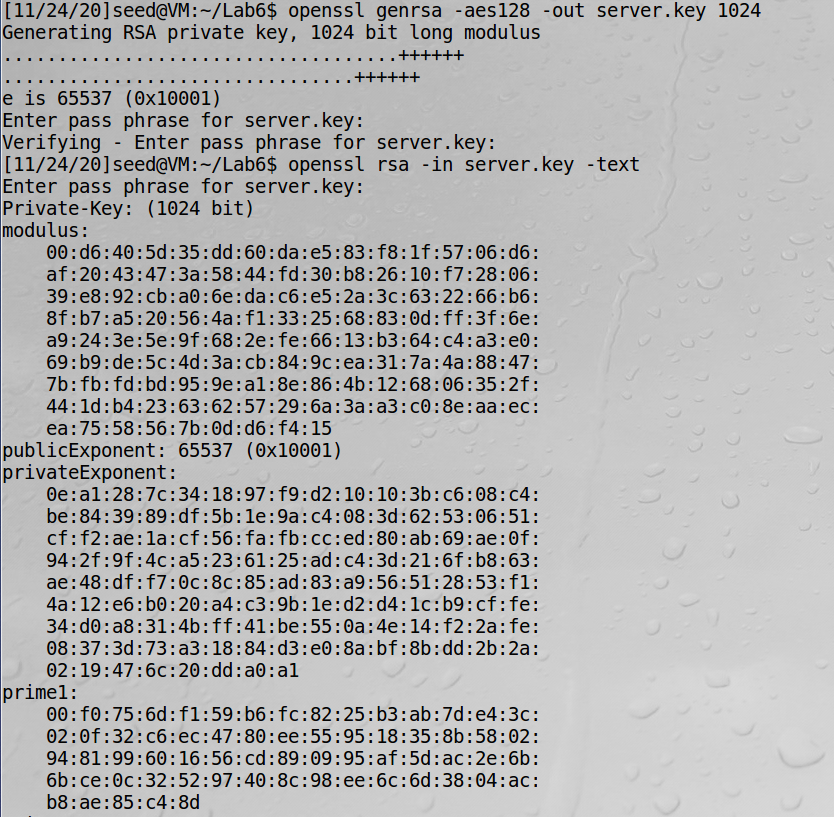 [11/24/20]seed@VM:~/Lab6$ openssl genrsa -aes128 -out server.key 1024
Generating RSA private key, 1024 bit long modulus
....................................++++++
................................++++++
e is 65537 (0x10001)
Enter pass phrase for server.key:
Verifying - Enter pass phrase for server.key:
[11/24/20]seed@VM:~/Lab6$ openssl rsa -in server.key -text
Enter pass phrase for server.key:
Private-Key: (1024 bit)
modulus:
00:d6:40:5d:35:dd:60:da:e5:83:f8:1f:57:06:d6:
af:20:43:47:3a:58:44:fd:30:b8:26:10:f7:28:06:
39:e8:92:cb:a0:6e:da:c6:e5:2a:3c:63:22:66:b6:
8f:b7:a5:20:56:4a:f1:33:25:68:83:0d:ff:3f:6e:
a9:24:3e:5e:9f:68:2e:fe:66:13:b3:64:c4:a3:e0:
69:b9:de:5c:4d:3a:cb:84:9c:ea:31:7a:4a:88:47:
7b:fb:fd:bd:95:9e:a1:8e:86:4b:12:68:06:35:2f:
44:1d:b4:23:63:62:57:29:6a:3a:a3:c0:8e:aa:ec:
ea:75:58:56:7b:0d:d6:f4:15
publicExponent: 65537 (0x10001)
privateExponent:
0e:a1:28:7c:34:18:97:f9:d2:10:10:3b:c6:08:c4:
be:84:39:89:df:5b:1e:9a:c4:08:3d:62:53:06:51:
cf:f2:ae:1a:cf:56:fa:fb:cc:ed:80:ab:69:ae:0f:
94:2f:9f:4c:a5:23:61:25:ad:c4:3d:21:6f:b8:63:
ae:48:df:f7:0c:8c:85:ad:83:a9:56:51:28:53:f1:
4a:12:e6:b0:20:a4:c3:9b:1e:d2:d4:1c:b9:cf:fe:
34:d0:a8:31:4b:ff:41:be:55:0a:4e:14:f2:2a:fe:
08:37:3d:73:a3:18:84:d3:e0:8a:bf:8b:dd:2b:2a:
02:19:47:6c:20:dd:a0:a1
prime1:
00:f0:75:6d:f1:59:b6:fc:82:25:b3:ab:7d:e4:3c:
02:0f:32:c6:ec:47:80:ee:55:95:18:35:8b:58:02:
94:81:99:60:16:56:cd:89:09:95:af:5d:ac:2e:6b:
6b:ce:0c:32:52:97:40:8c:98:ee:6c:6d:38:04:ac:
b8:ae:85:c4:8d